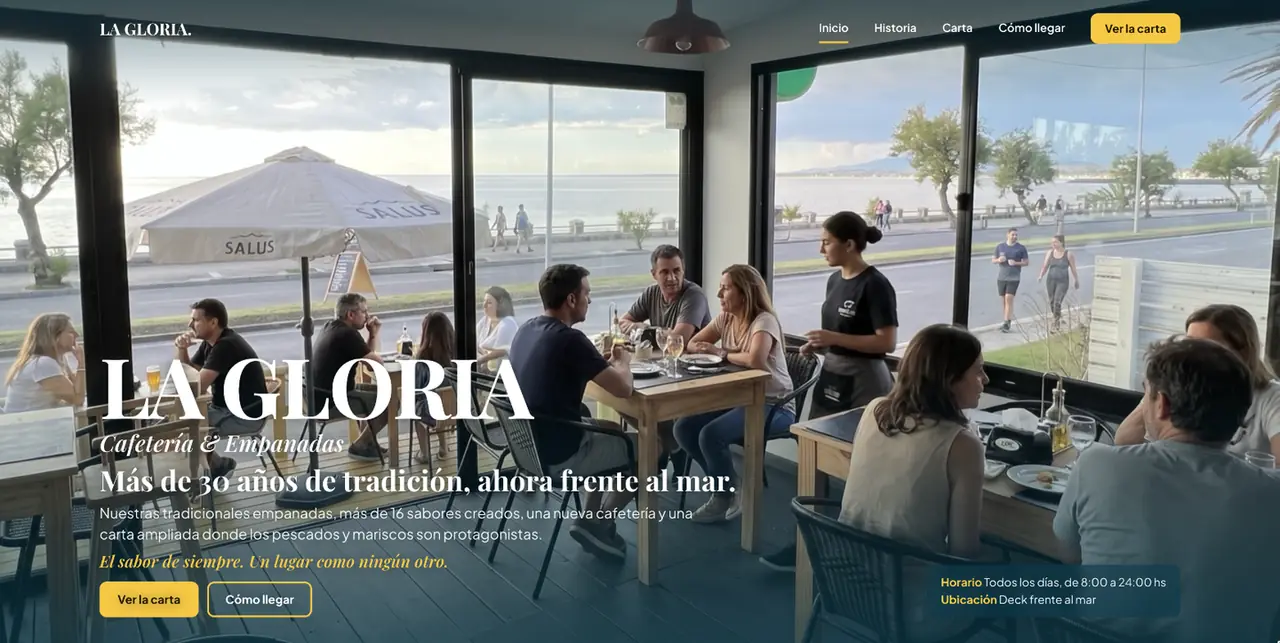 LA GLORIA.
Inicio
Historia
Carta
Cómo llegar
Ver la carta
SALUS
SALUS
LA GLORIA
Cafetería & Empanadas
Más de 30 años de tradición, ahora frente al mar.
Nuestras tradicionales empanadas, más de 16 sabores creados, una nueva cafetería y una
carta ampliada donde los pescados y mariscos son protagonistas.
El sabor de siempre. Un lugar como ningún otro.
Ver la carta
Cómo llegar
Horario Todos los días, de 8:00 a 24:00 hs
Ubicación Deck frente al mar